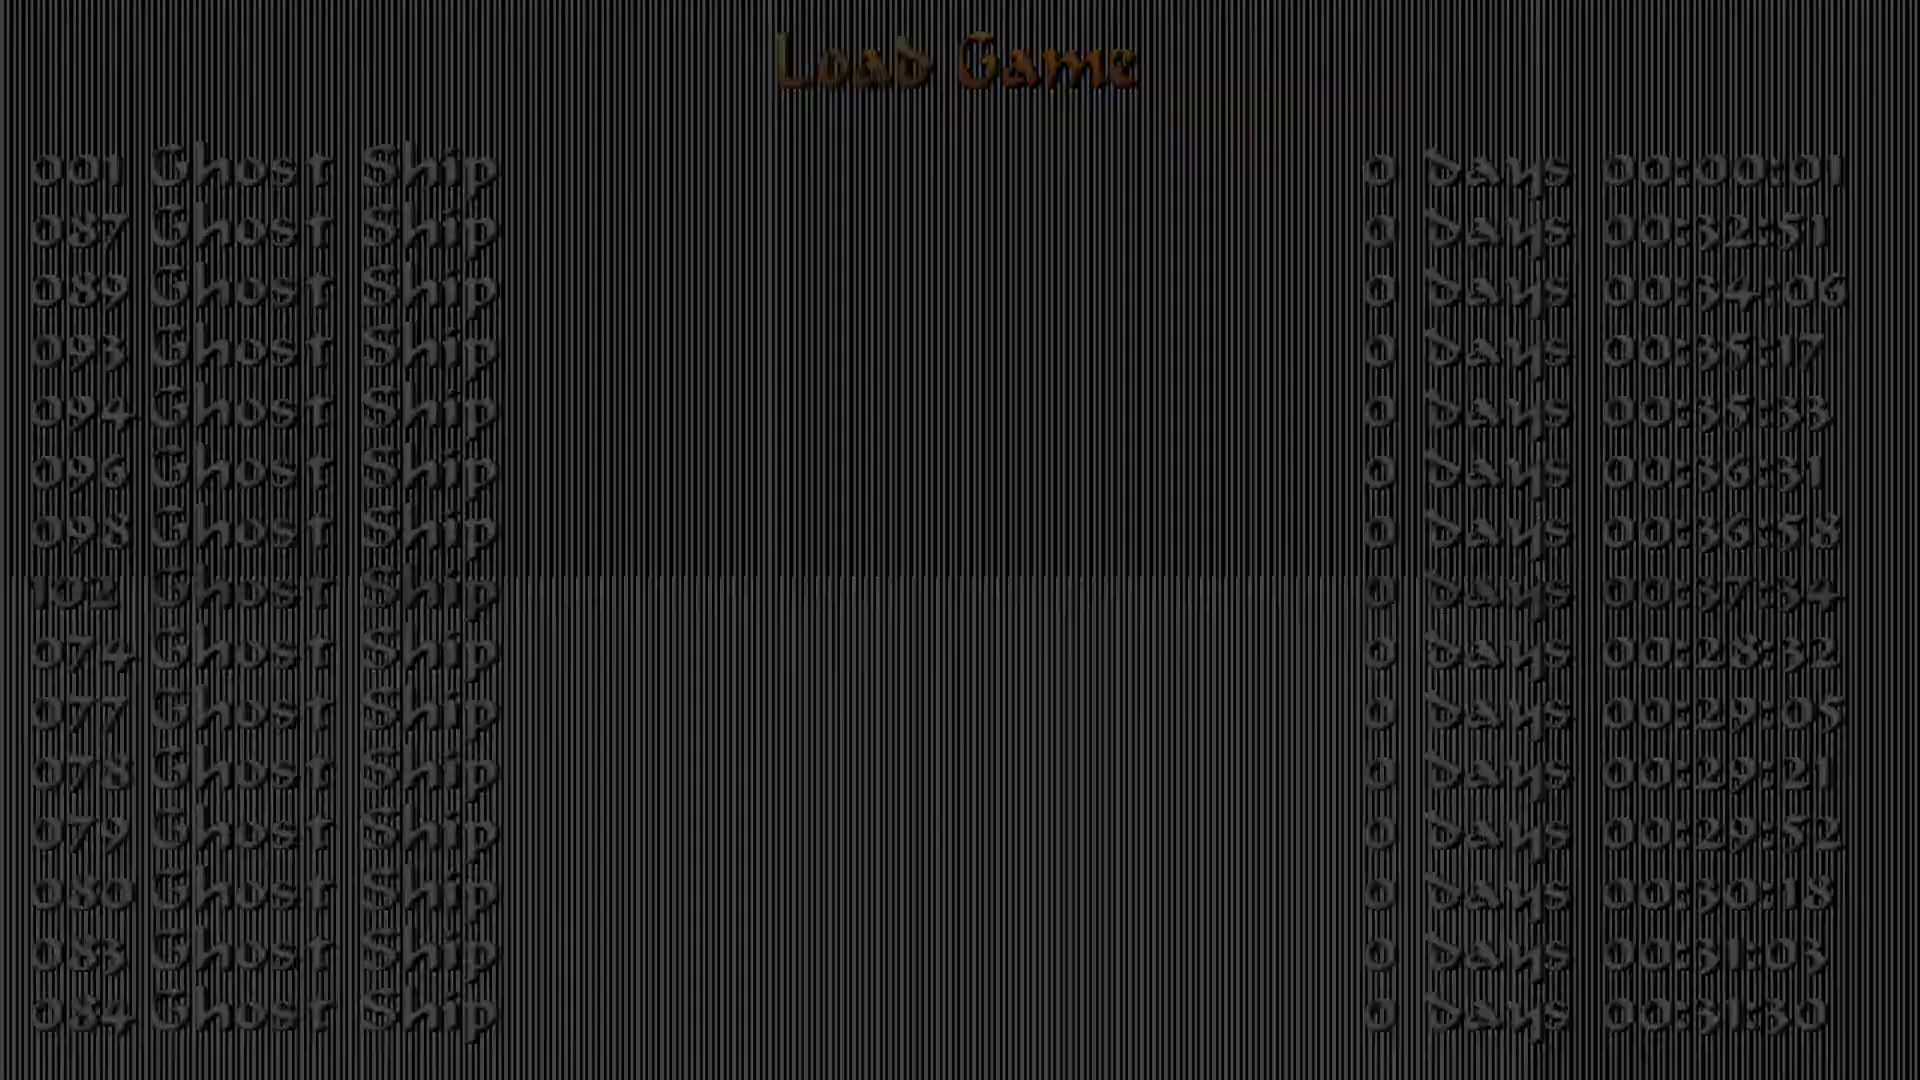 Load Game
001 Ghost Ship 0 Days 00:00:01
087 Ghost Ship 0 Days 00:32:51
089 Ghost Ship 0 Days 00:34:06
093 Ghost Ship 0 Days 00:35:17
094 Ghost Ship 0 Days 00:35:33
096 Ghost Ship 0 Days 00:36:31
098 Ghost Ship 0 Days 00:36:58
102 Ghost Ship 0 Days 00:37:34
074 Ghost Ship 0 Days 00:28:32
077 Ghost Ship 0 Days 00:29:05
078 Ghost Ship 0 Days 00:29:21
079 Ghost Ship 0 Days 00:29:52
080 Ghost Ship 0 Days 00:30:18
083 Ghost Ship 0 Days 00:31:03
084 Ghost Ship 0 Days 00:31:30